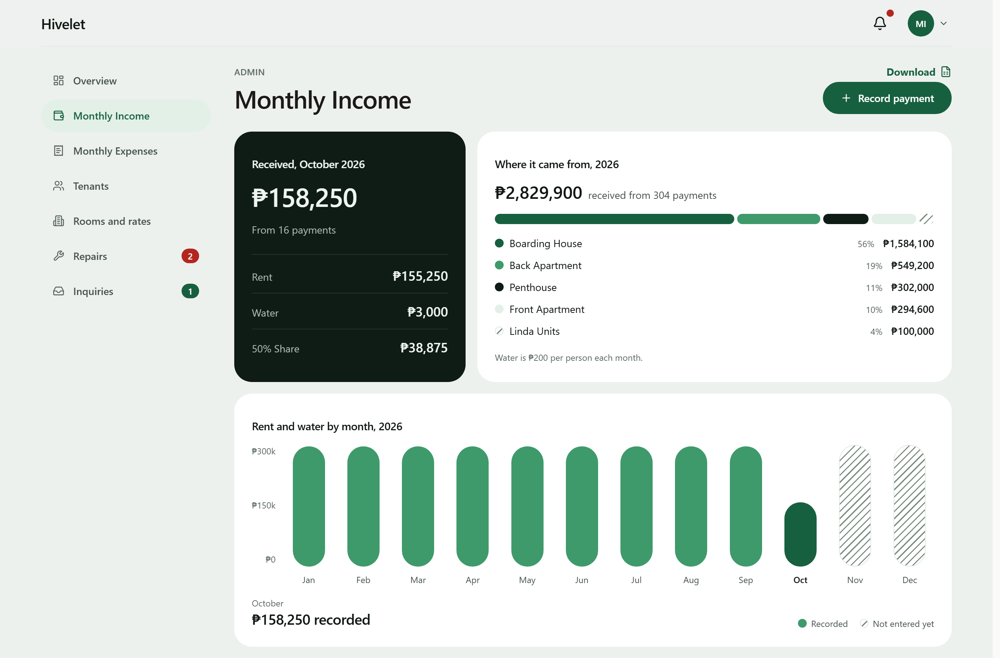 Hivelet
MI
Overview
Monthly Income
Monthly Expenses
Tenants
Rooms and rates
Repairs 2
Inquiries 1
ADMIN
Monthly Income
Download
Record payment
Received, October 2026
₱158,250
From 16 payments
Rent ₱155,250
Water ₱3,000
50% Share ₱38,875
Where it came from, 2026
₱2,829,900 received from 304 payments
Boarding House 56% ₱1,584,100
Back Apartment 19% ₱549,200
Penthouse 11% ₱302,000
Front Apartment 10% ₱294,600
Linda Units 4% ₱100,000
Water is ₱200 per person each month.
Rent and water by month, 2026
₱300k
₱150k
₱0
Jan Feb Mar Apr May Jun Jul Aug Sep Oct Nov Dec
October
₱158,250 recorded
Recorded Not entered yet